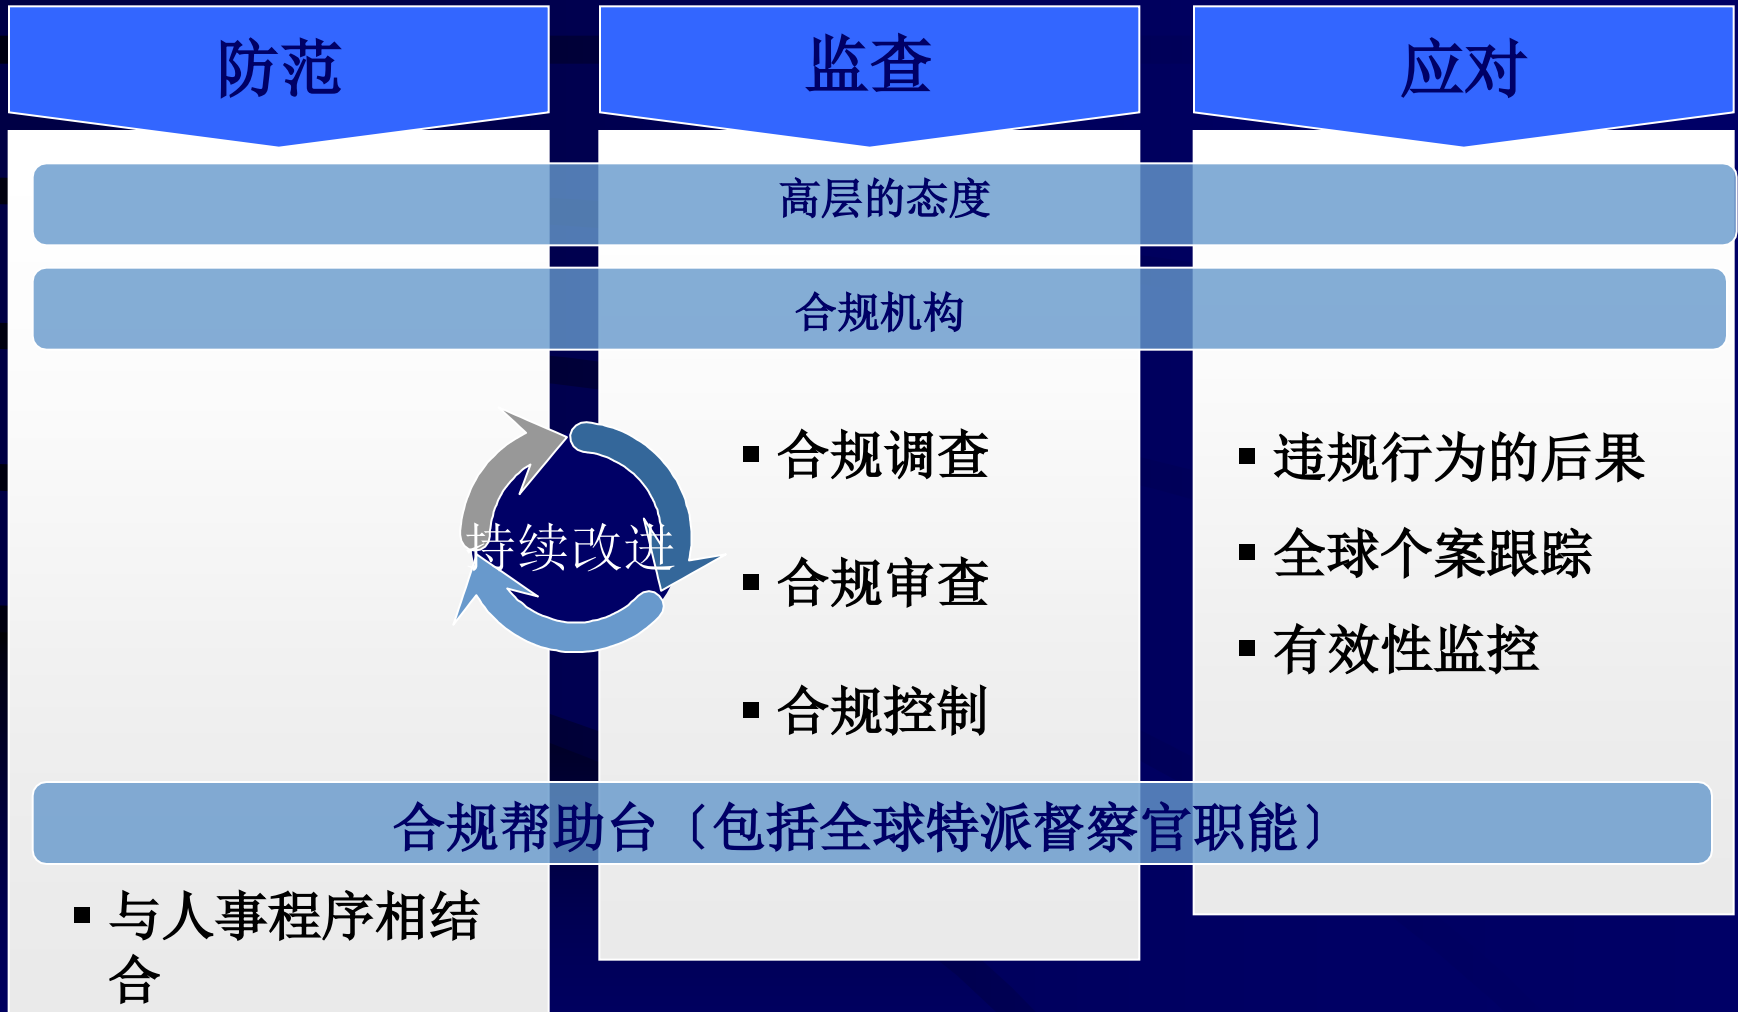 防范
监查
应对
高层的态度
合规机构
持续改进
▪ 合规调查
▪ 合规审查
▪ 合规控制
▪ 违规行为的后果
▪ 全球个案跟踪
▪ 有效性监控
合规帮助台〔包括全球特派督察官职能〕
▪ 与人事程序相结
合